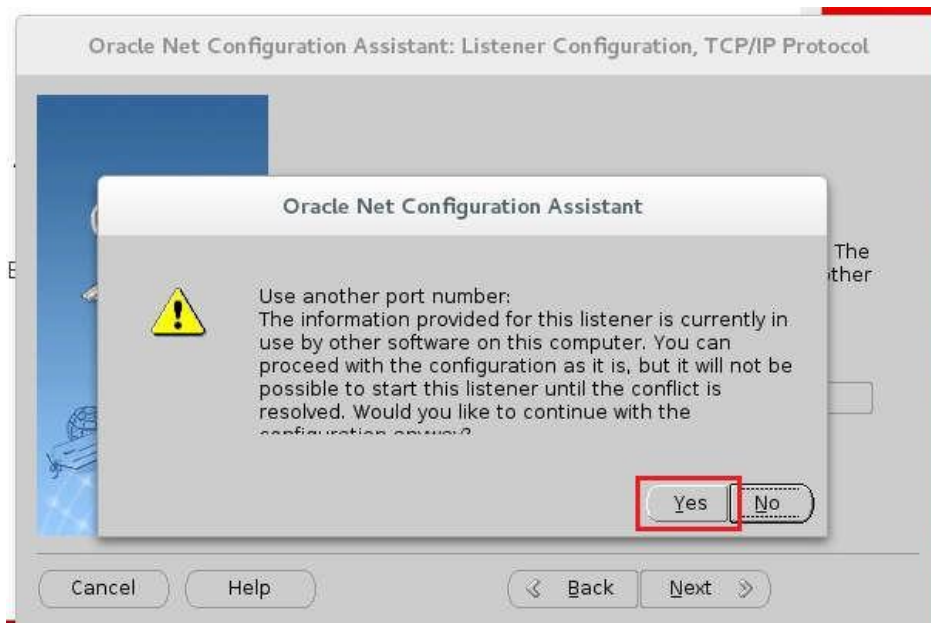 Oracle Net Configuration Assistant: Listener Configuration, TCP/IP Protocol
Oracle Net Configuration Assistant
The
other
Use another port number:
The information provided for this listener is currently in
use by other software on this computer. You can
proceed with the configuration as it is, but it will not be
possible to start this listener until the conflict is
resolved. Would you like to continue with the
configuration anyway?
Yes No
Cancel Help Back Next